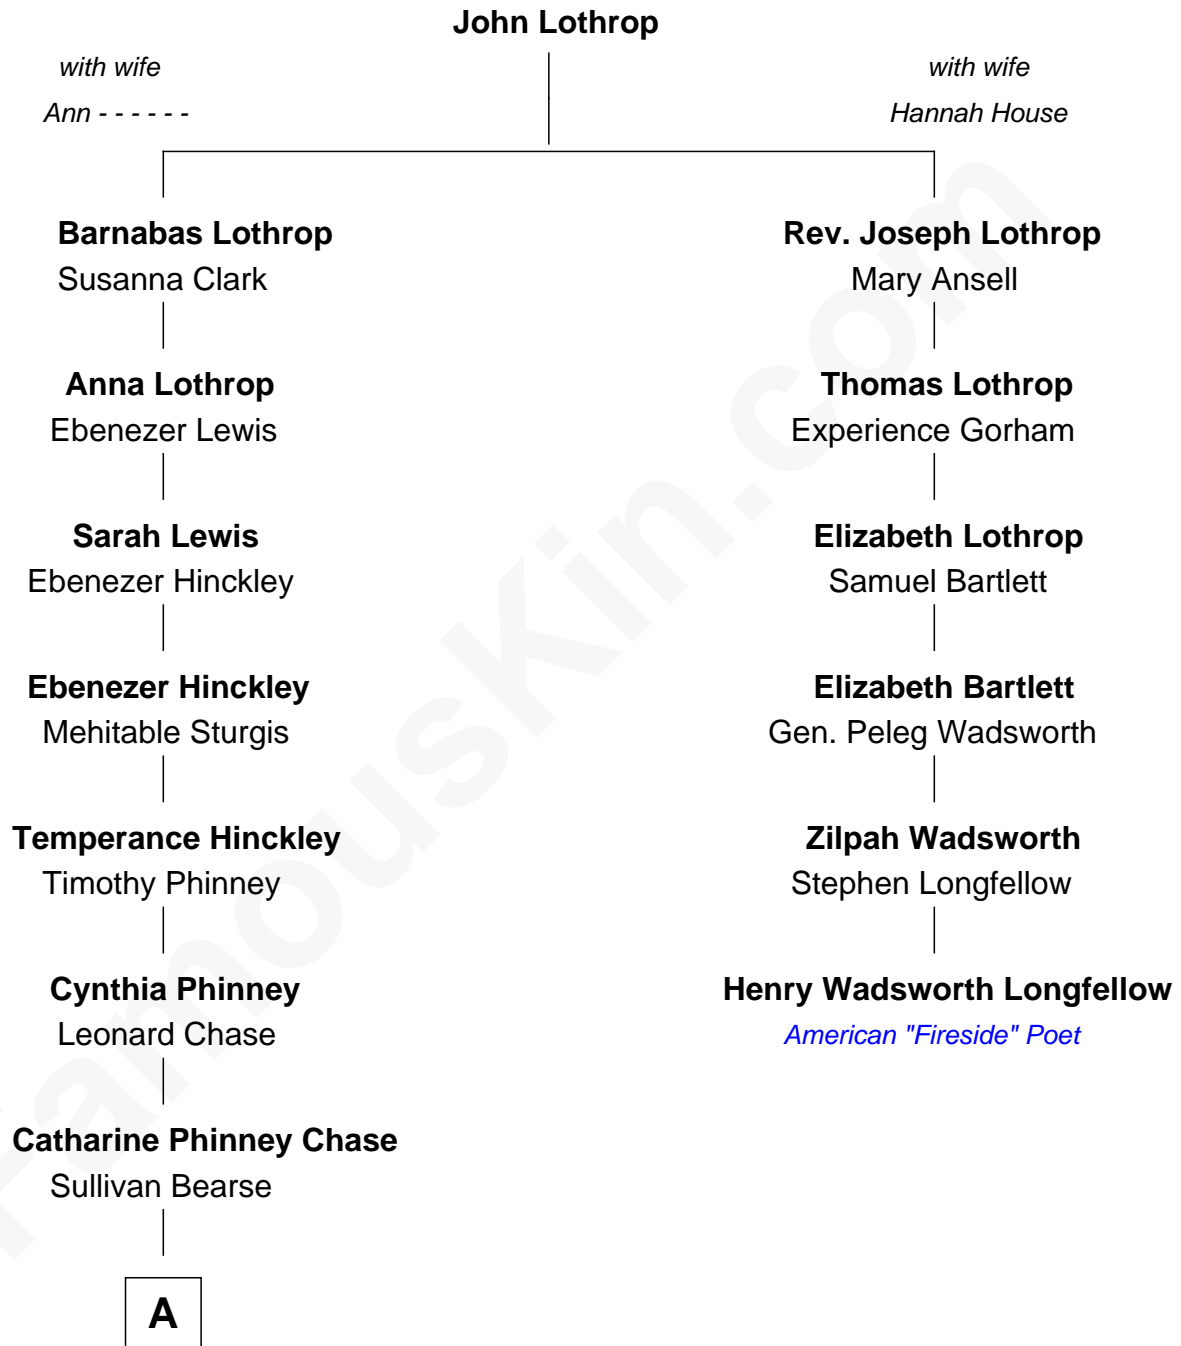 John Lothrop
with wife
Ann - - - - - -
with wife
Hannah House
Barnabas Lothrop
Susanna Clark
Rev. Joseph Lothrop
Mary Ansell
Anna Lothrop
Ebenezer Lewis
Thomas Lothrop
Experience Gorham
Sarah Lewis
Ebenezer Hinckley
Elizabeth Lothrop
Samuel Bartlett
Ebenezer Hinckley
Mehitable Sturgis
Elizabeth Bartlett
Gen. Peleg Wadsworth
Temperance Hinckley
Timothy Phinney
Zilpah Wadsworth
Stephen Longfellow
Cynthia Phinney
Leonard Chase
Henry Wadsworth Longfellow
American "Fireside" Poet
Catharine Phinney Chase
Sullivan Bearse
A
FamousKin.com